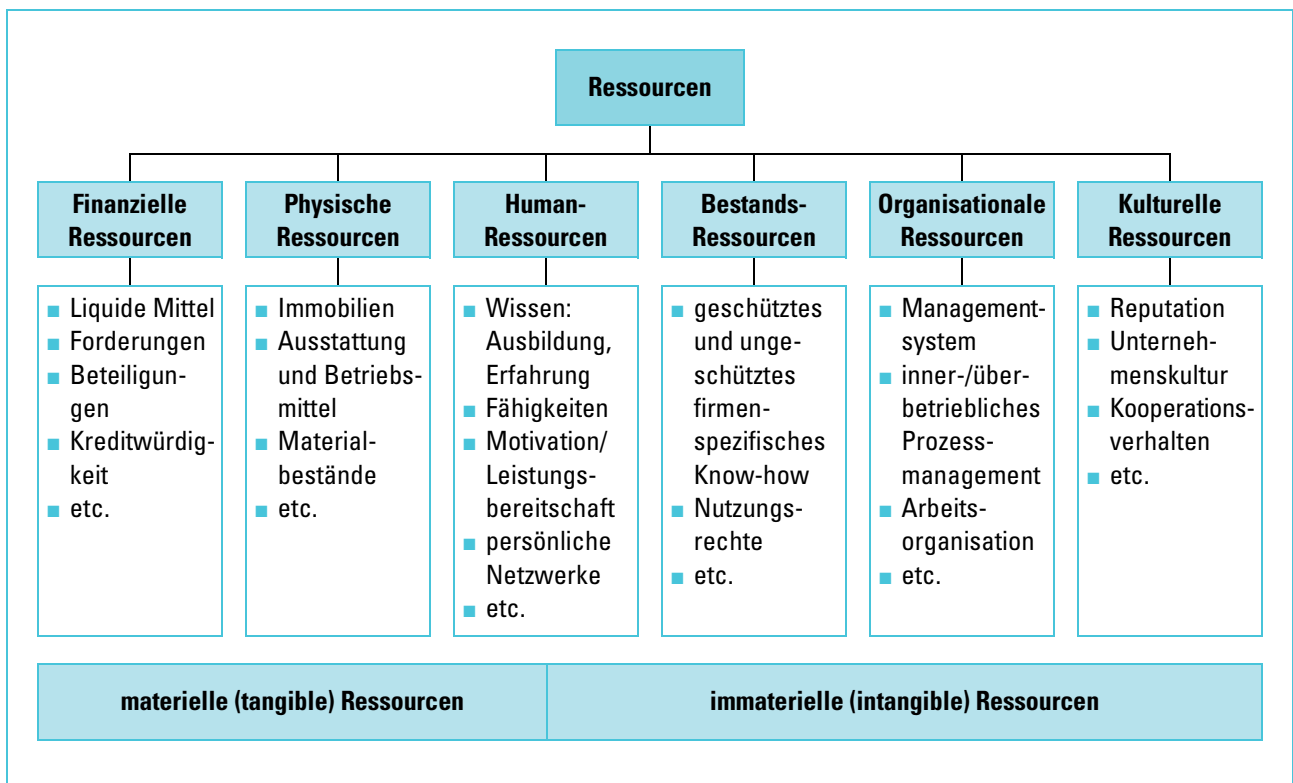 Ressourcen
Finanzielle
Ressourcen
Physische
Ressourcen
Human-
Ressourcen
Bestands-
Ressourcen
Organisationale
Ressourcen
Kulturelle
Ressourcen
Liquide Mittel
Forderungen
Beteiligun-
gen
Kreditwürdig-
keit
etc.
Immobilien
Ausstattung
und Betriebs-
mittel
Material-
bestände
etc.
Wissen:
Ausbildung,
Erfahrung
Fähigkeiten
Motivation/
Leistungs-
bereitschaft
persönliche
Netzwerke
etc.
geschütztes
und unge-
schütztes
firmen-
spezifisches
Know-how
Nutzungs-
rechte
etc.
Management-
system
inner-/über-
betriebliches
Prozess-
management
Arbeits-
organisation
etc.
Reputation
Unterneh-
menskultur
Kooperations-
verhalten
etc.
materielle (tangible) Ressourcen
immaterielle (intangible) Ressourcen